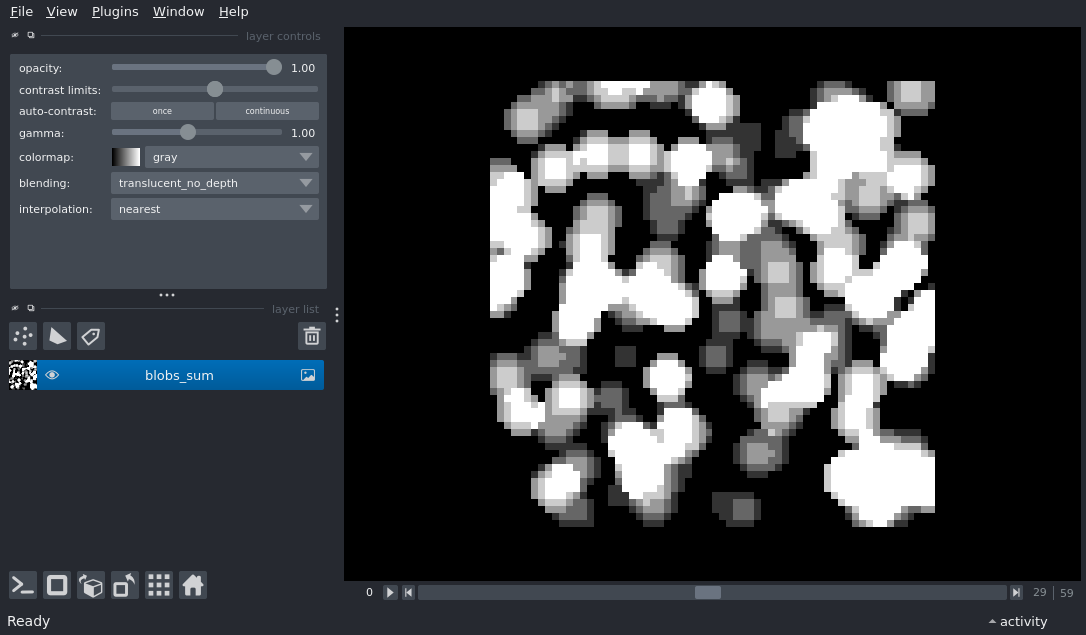 File View Plugins Window Help
layer controls
opacity: 1.00
contrast limits:
auto-contrast: once continuous
gamma: 1.00
colormap: gray
blending: translucent_no_depth
interpolation: nearest
layer list
blobs_sum
0 29 59
Ready activity